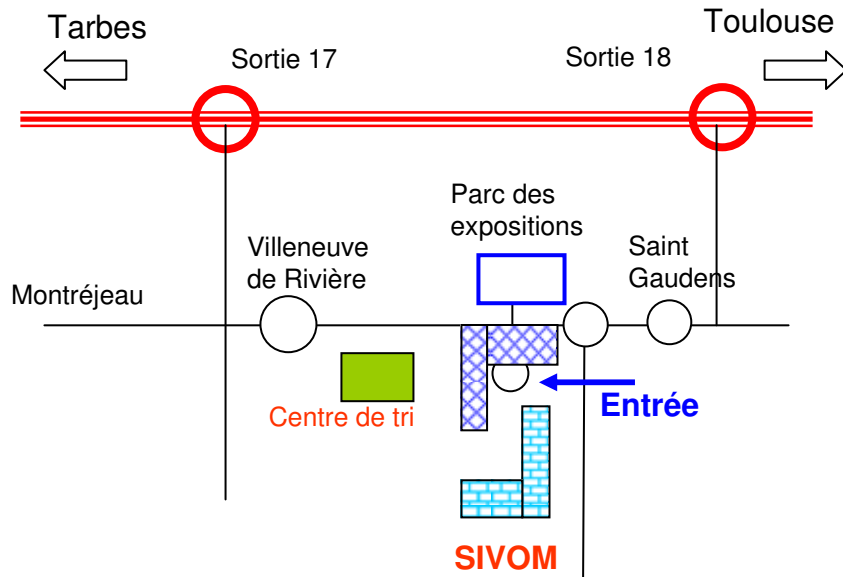 Tarbes
Toulouse
Sortie 17
Sortie 18
Parc des
expositions
Villeneuve
de Rivière
Saint
Gaudens
Montréjeau
Entrée
Centre de tri
SIVOM